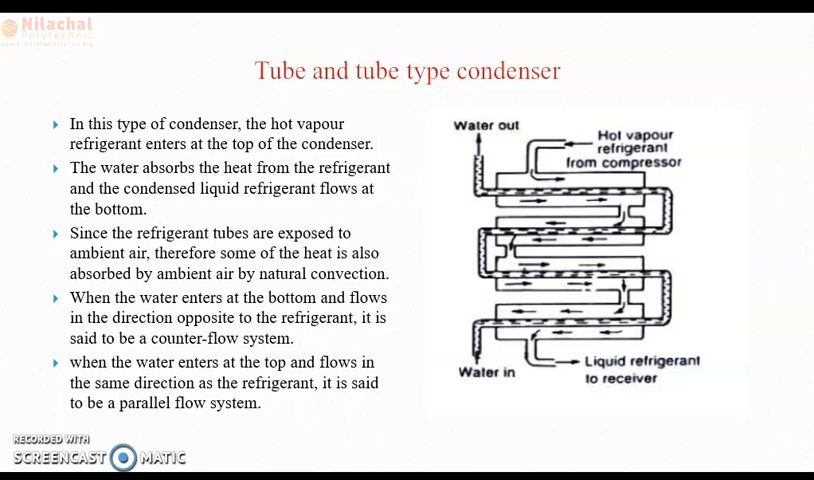 Nilachal
Polytechnic
Tube and tube type condenser
In this type of condenser, the hot vapour
refrigerant enters at the top of the condenser.
The water absorbs the heat from the refrigerant
and the condensed liquid refrigerant flows at
the bottom.
Since the refrigerant tubes are exposed to
ambient air, therefore some of the heat is also
absorbed by ambient air by natural convection.
When the water enters at the bottom and flows
in the direction opposite to the refrigerant, it is
said to be a counter-flow system.
when the water enters at the top and flows in
the same direction as the refrigerant, it is said
to be a parallel flow system.
Water out
Hot vapour
refrigerant
from compressor
Water in
Liquid refrigerant
to receiver
RECORDED WITH
SCREENCAST MATIC